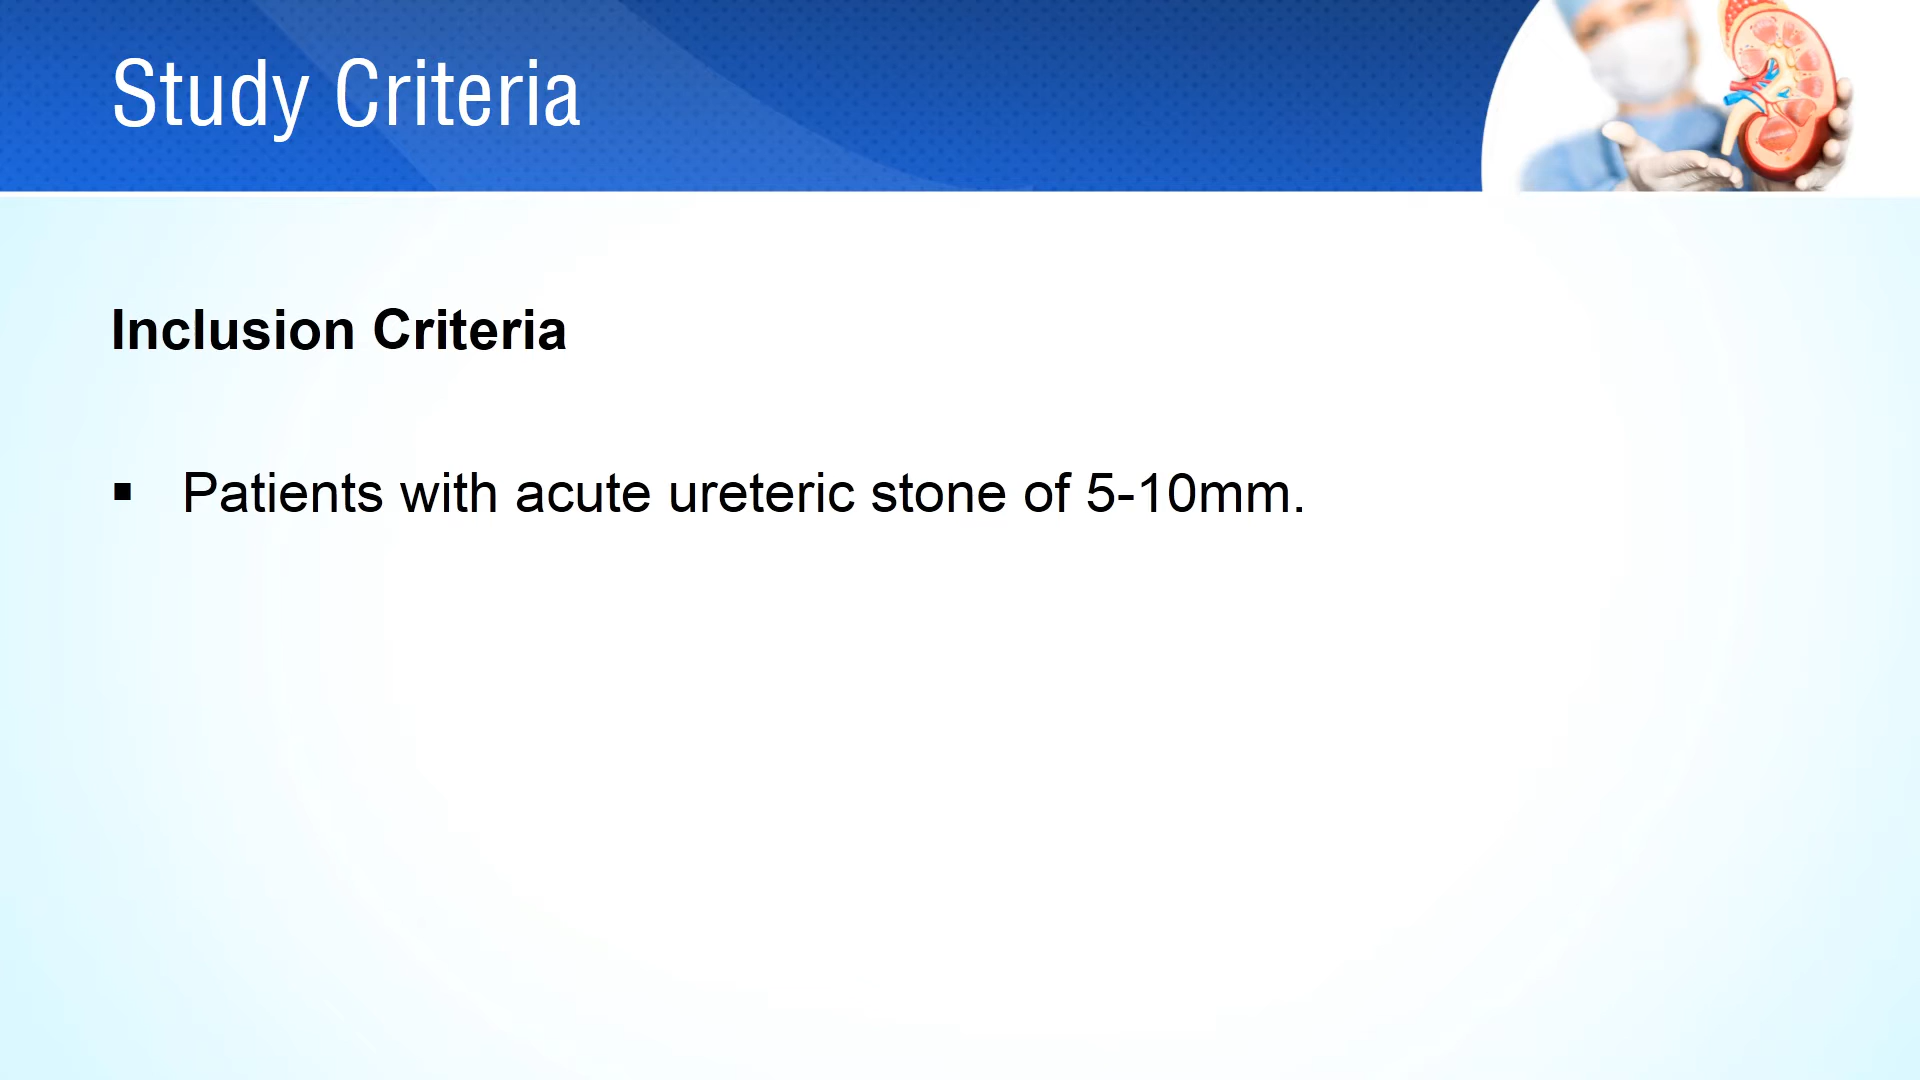 Study Criteria
Inclusion Criteria
▪ Patients with acute ureteric stone of 5-10mm.